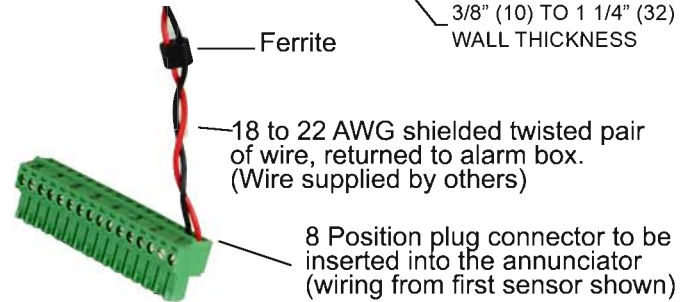 3/8” (10) TO 1 1/4” (32)
WALL THICKNESS
Ferrite
18 to 22 AWG shielded twisted pair
of wire, returned to alarm box.
(Wire supplied by others)
8 Position plug connector to be
inserted into the annunciator
(wiring from first sensor shown)